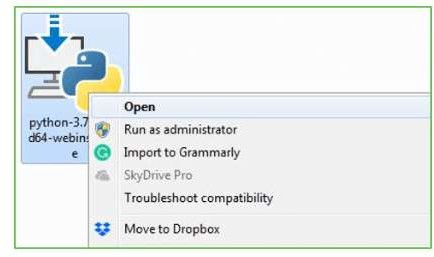 python-3.7
d64-webins
e
Open
Run as administrator
Import to Grammarly
SkyDrive Pro
Troubleshoot compatibility
Move to Dropbox